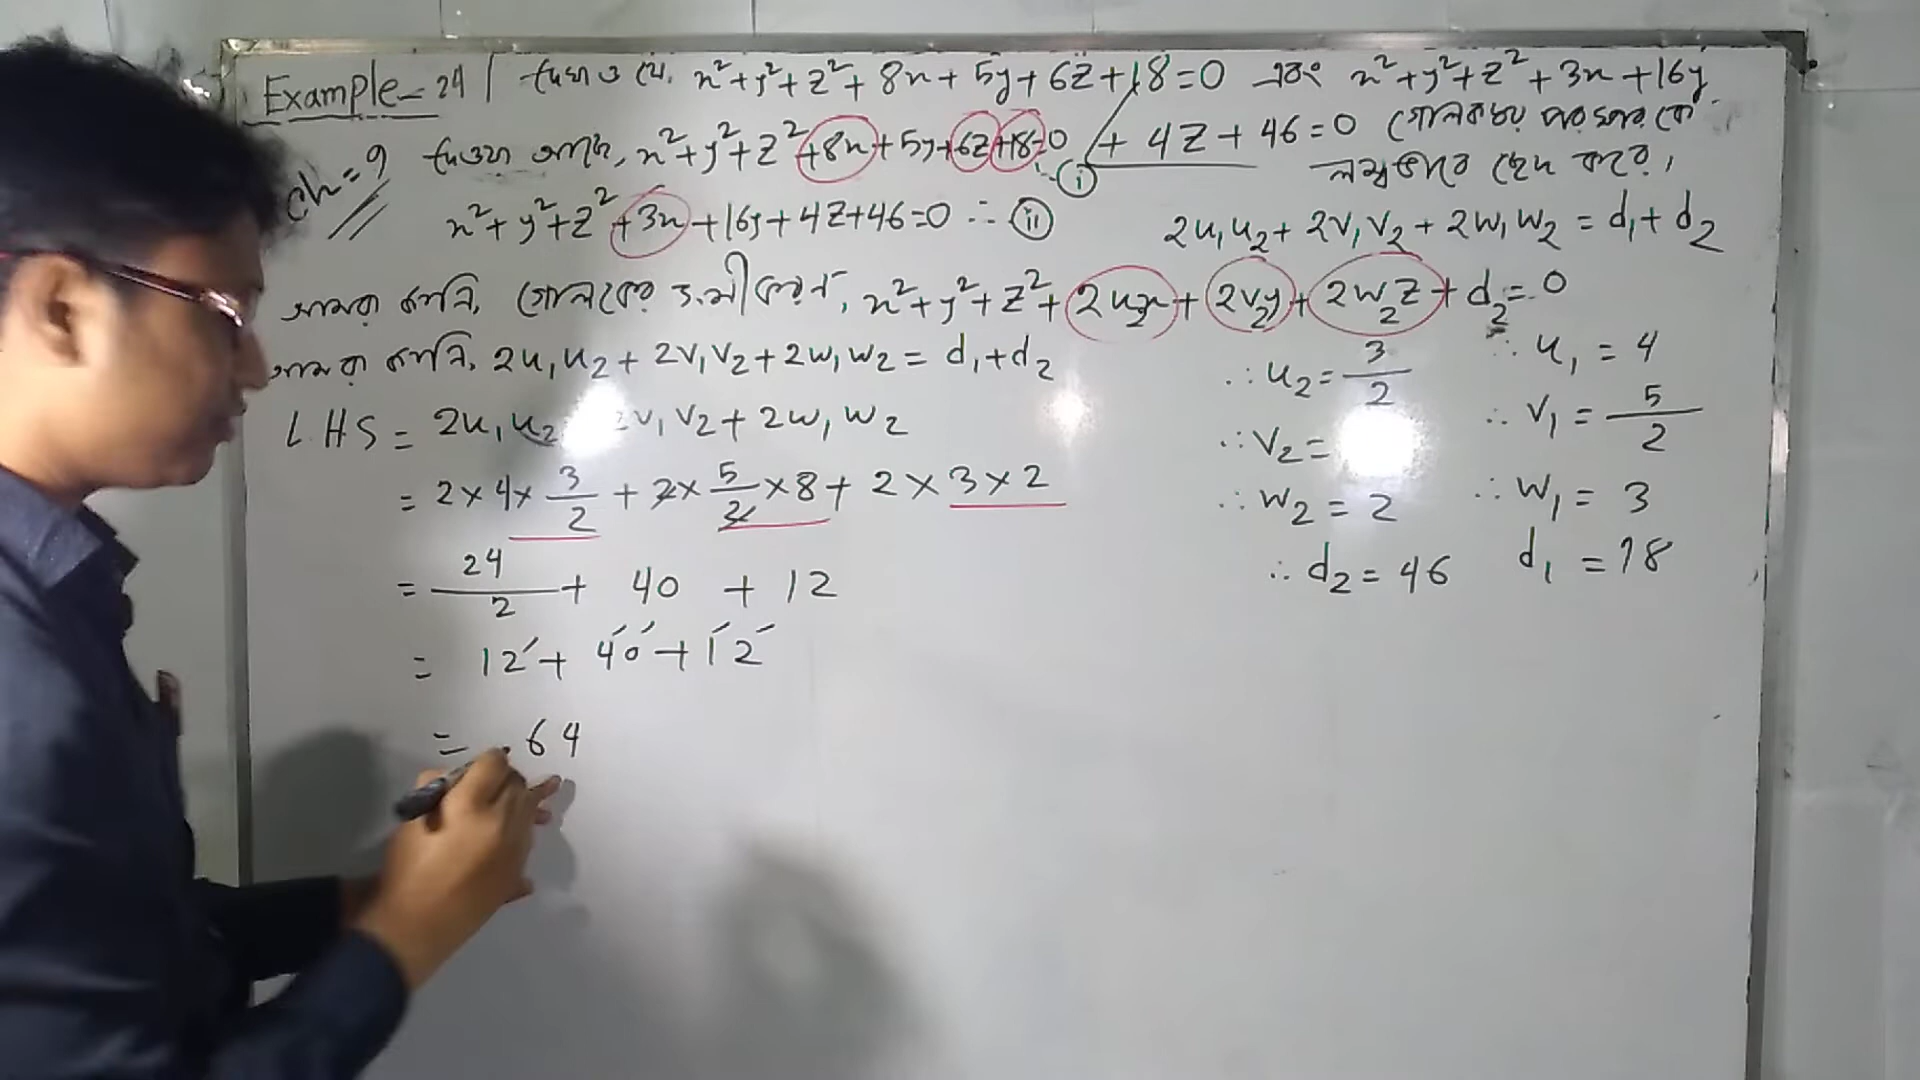 Example-24 | দেখাও যে, x²+y²+z²+8x+5y+6z+18=0 এবং x²+y²+z²+3x+16y
+4z+46=0 গোলকদ্বয় পরস্পরকে
লম্বভাবে ছেদ করে।
ch=9
দেওয়া আছে, x²+y²+z²+8x+5y+6z+18=0 ...(i)
x²+y²+z²+3x+16y+4z+46=0 ...(ii)
2u₁u₂+2v₁v₂+2w₁w₂=d₁+d₂
আমরা জানি, গোলকের সমীকরণ, x²+y²+z²+2u₂x+2v₂y+2w₂z+d₂=0
আমরা জানি, 2u₁u₂+2v₁v₂+2w₁w₂=d₁+d₂
L.H.S = 2u₁u₂ 2v₁v₂+2w₁w₂
= 2×4×3/2+2×5/2×8+2×3×2
= 24/2+40+12
= 12+40+12
= 64
∴u₂=3/2
∴v₂=
∴w₂=2
∴d₂=46
∴u₁=4
∴v₁=5/2
∴w₁=3
d₁=18